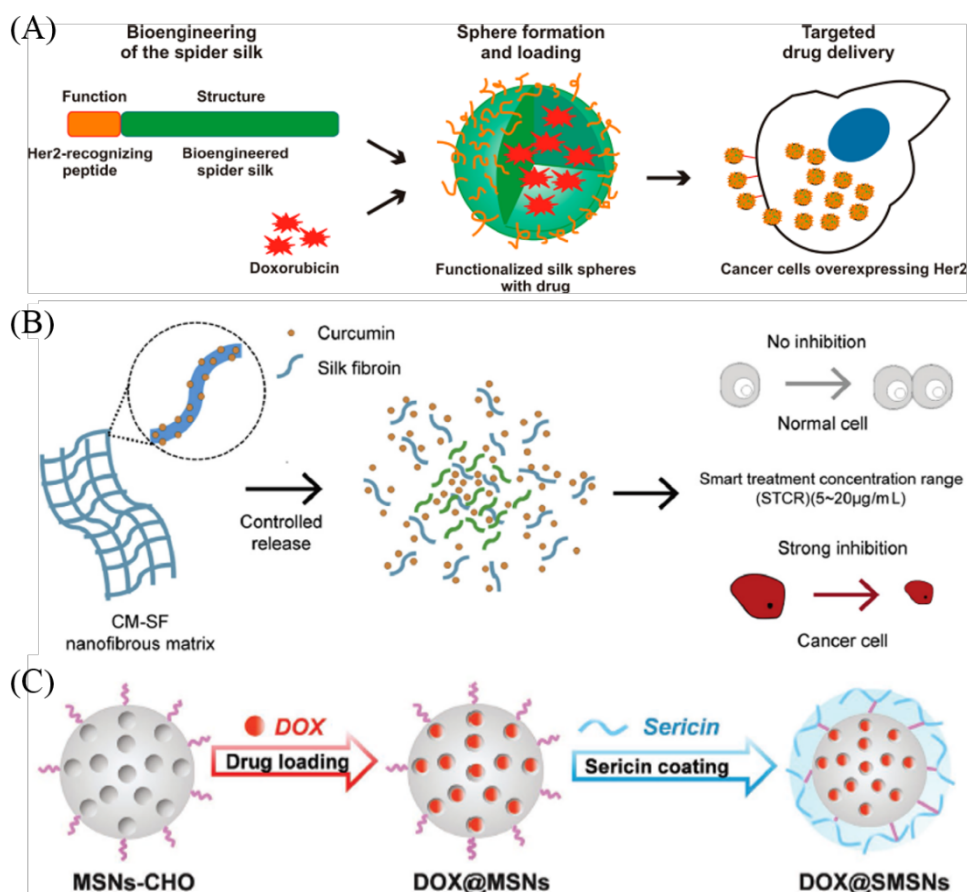 (A)
Bioengineering
of the spider silk
Sphere formation
and loading
Targeted
drug delivery
Function
Structure
Her2-recognizing
peptide
Bioengineered
spider silk
Doxorubicin
Functionalized silk spheres
with drug
Cancer cells overexpressing Her2
(B)
Curcumin
Silk fibroin
No inhibition
Normal cell
Controlled
release
Smart treatment concentration range
(STCR)(5~20μg/mL)
Strong inhibition
CM-SF
nanofibrous matrix
Cancer cell
(C)
DOX
Drug loading
Sericin
Sericin coating
MSNs-CHO
DOX@MSNs
DOX@SMSNs